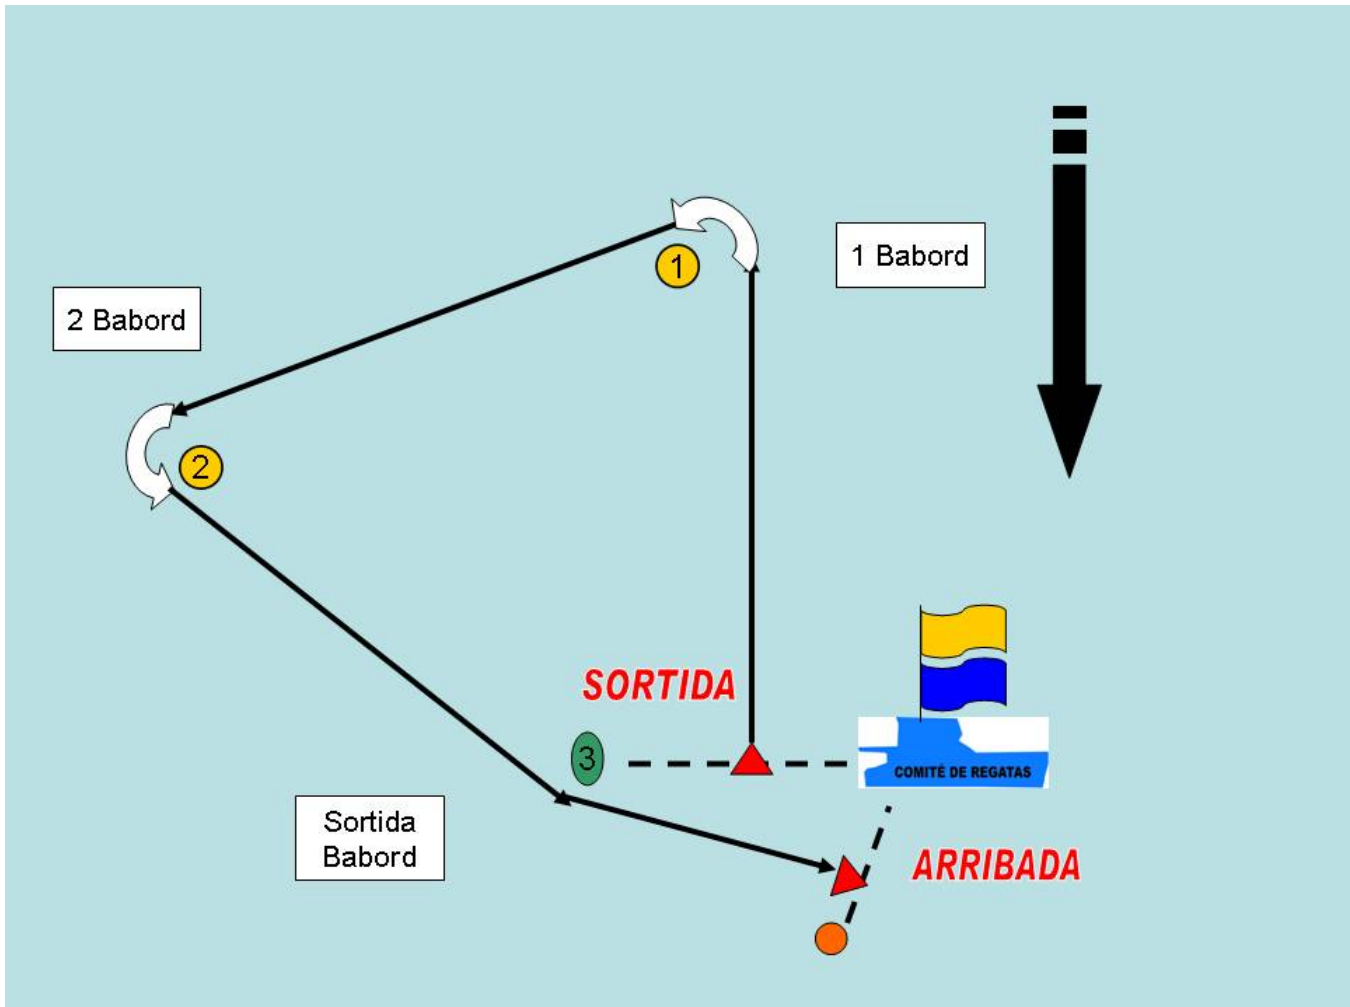 1 Babord
1
2 Babord
2
SORTIDA
3
COMITÉ DE REGATAS
Sortida
Babord
ARRIBADA